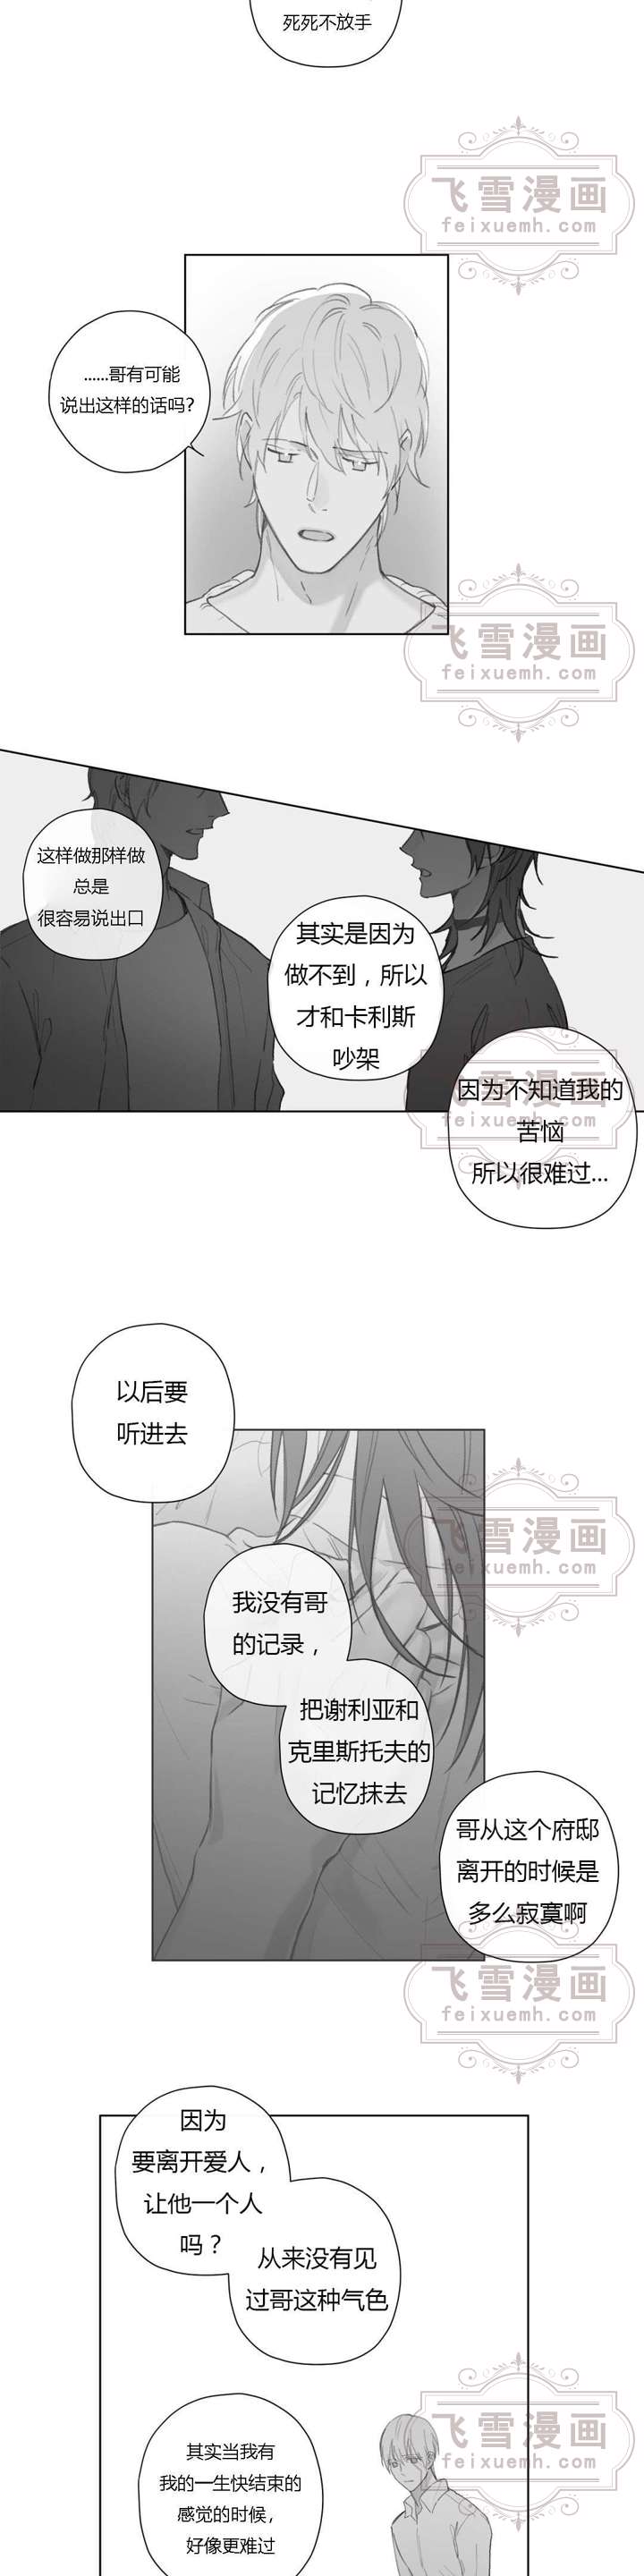 死死不放手
飞雪漫画
feixuemh.com
......哥有可能
说出这样的话吗?
飞雪漫画
feixuemh.com
这样做那样做
总是
很容易说出口
其实是因为
做不到，所以
才和卡利斯
吵架
飞雪漫画
feixuemh.com
因为不知道我的
苦恼
所以很难过...
以后要
听进去
飞雪漫画
feixuemh.com
我没有哥
的记录，
把谢利亚和
克里斯托夫的
记忆抹去
哥从这个府邸
离开的时候是
多么寂寞啊
飞雪漫画
feixuemh.com
因为
要离开爱人，
让他一个人
吗？
从来没有见
过哥这种气色
飞雪漫画
feixuemh.com
其实当我有
我的一生快结束的
感觉的时候，
好像更难过